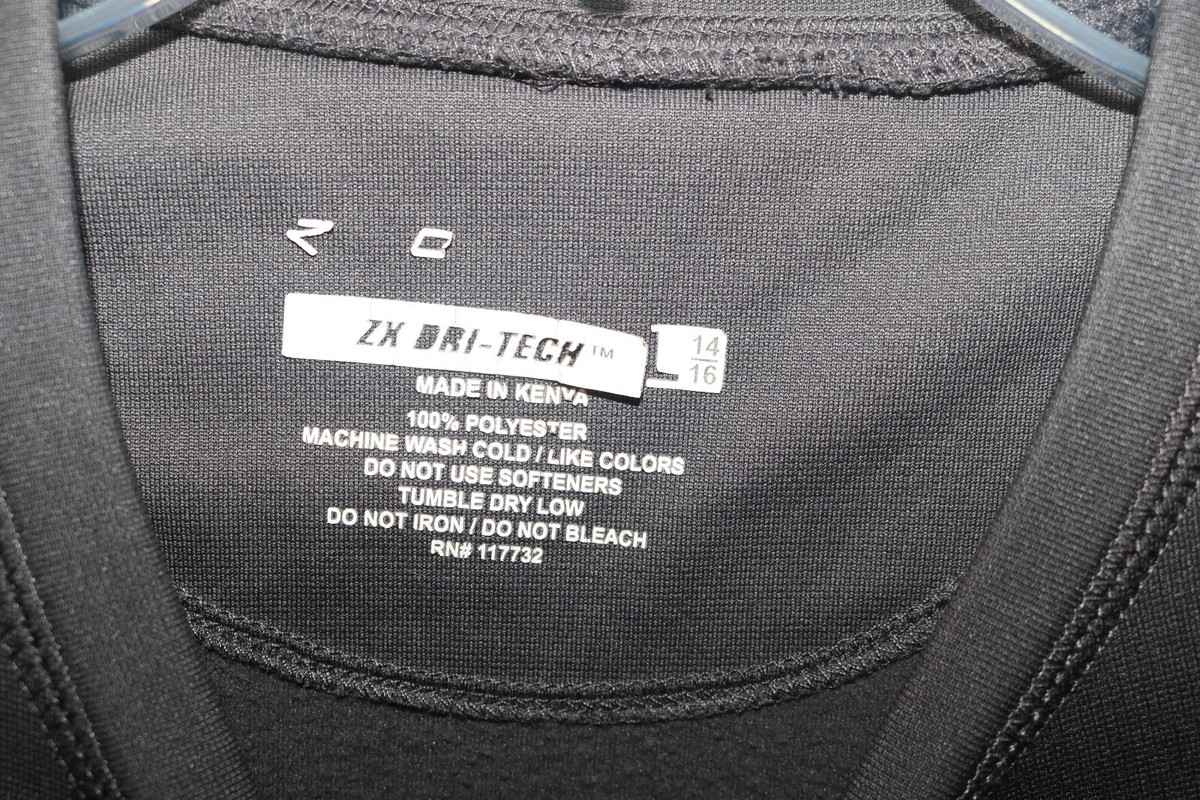 ZX DRI-TECH™
L 14/16
MADE IN KENYA
100% POLYESTER
MACHINE WASH COLD / LIKE COLORS
DO NOT USE SOFTENERS
TUMBLE DRY LOW
DO NOT IRON / DO NOT BLEACH
RN# 117732